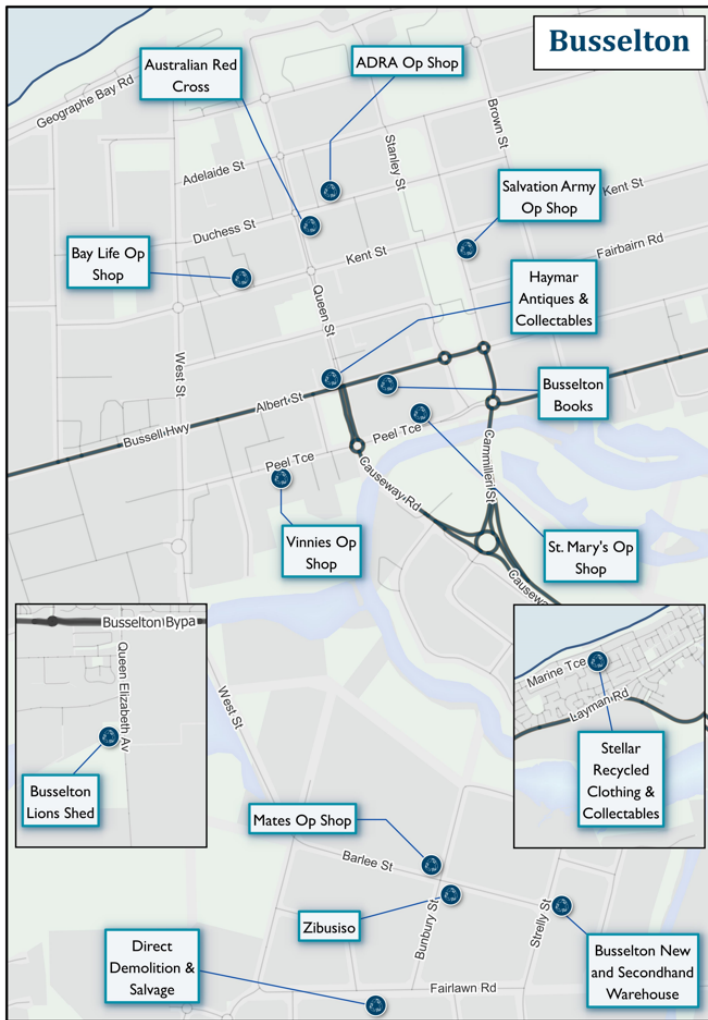 Busselton
Australian Red
Cross
ADRA Op Shop
Geographe Bay Rd
Adelaide St
Stanley St
Brown St
Salvation Army
Op Shop
Kent St
Duchess St
Kent St
Fairbairn Rd
Bay Life Op
Shop
Queen St
Haymar
Antiques &
Collectables
West St
Albert St
Bussell Hwy
Busselton
Books
Peel Tce
Peel Tce
Cammilleri St
Causeway Rd
Vinnies Op
Shop
St. Mary's Op
Shop
Causeway
Busselton Bypa
Queen Elizabeth Av
Busselton
Lions Shed
West St
Marine Tce
Layman Rd
Stellar
Recycled
Clothing &
Collectables
Mates Op Shop
Barlee St
Zibusiso
Bunbury St
Strelly St
Direct
Demolition &
Salvage
Busselton New
and Secondhand
Warehouse
Fairlawn Rd